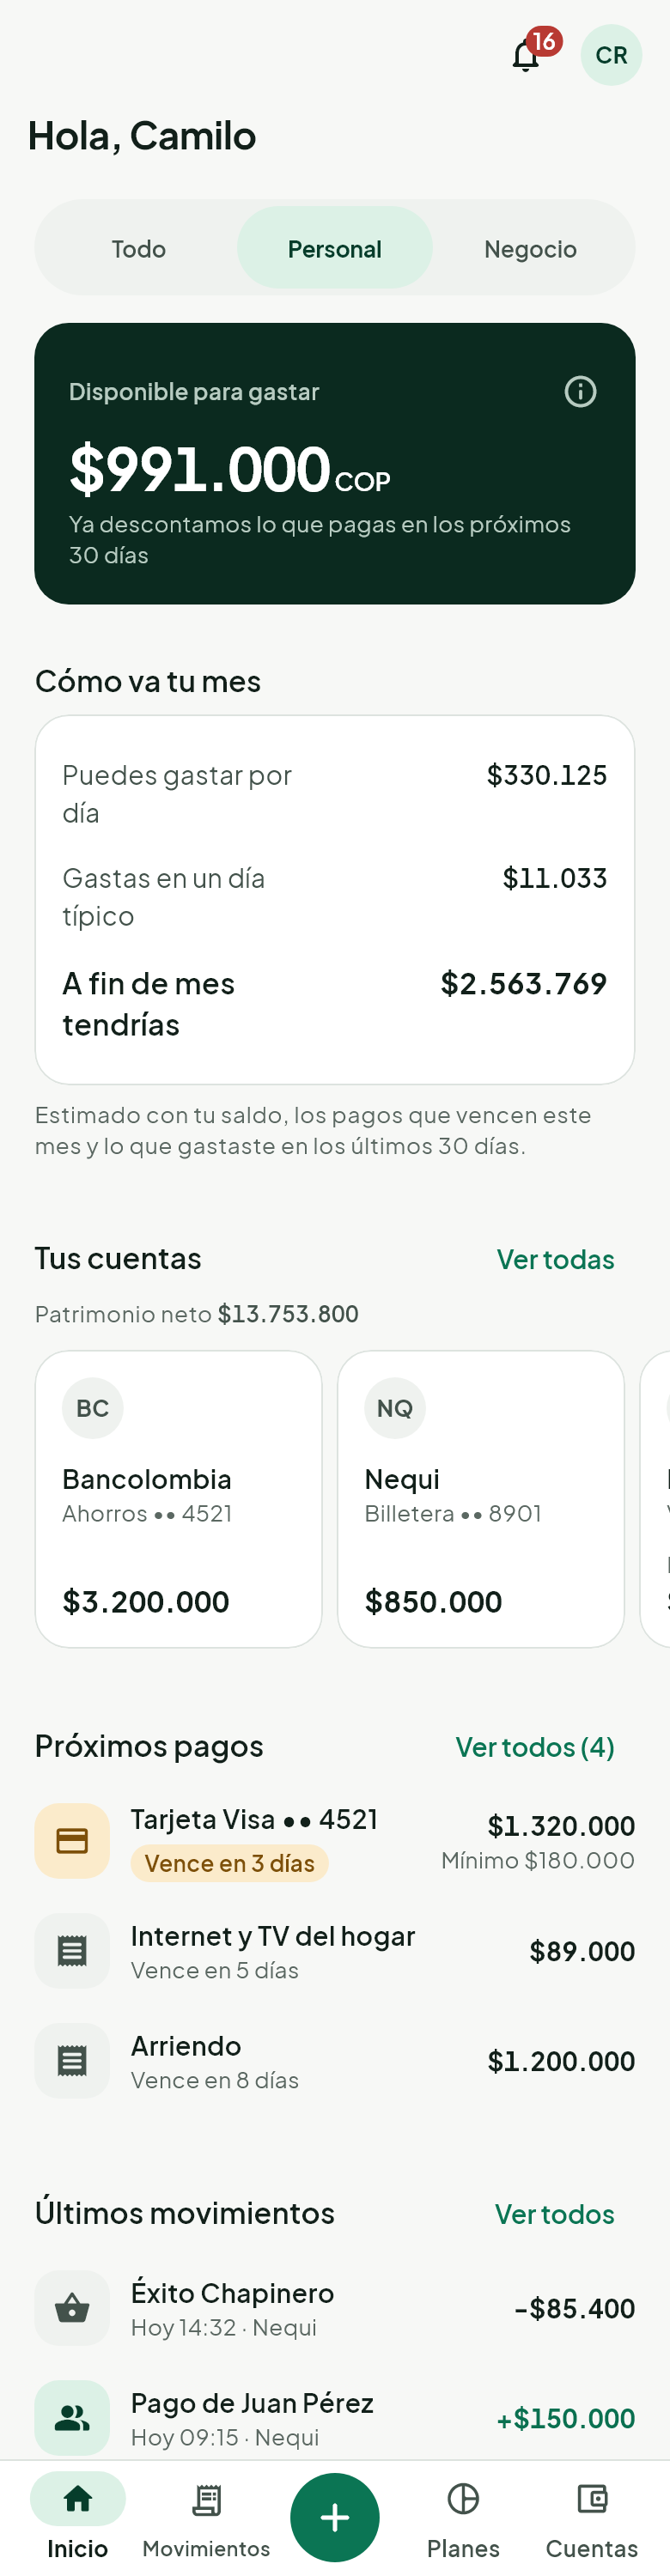 16
CR
Hola, Camilo
Todo
Personal
Negocio
Disponible para gastar
$991.000 COP
Ya descontamos lo que pagas en los próximos
30 días
Cómo va tu mes
Puedes gastar por
día
$330.125
Gastas en un día
típico
$11.033
A fin de mes
tendrías
$2.563.769
Estimado con tu saldo, los pagos que vencen este
mes y lo que gastaste en los últimos 30 días.
Tus cuentas
Ver todas
Patrimonio neto $13.753.800
BC
Bancolombia
Ahorros •• 4521
$3.200.000
NQ
Nequi
Billetera •• 8901
$850.000
Próximos pagos
Ver todos (4)
Tarjeta Visa •• 4521
Vence en 3 días
$1.320.000
Mínimo $180.000
Internet y TV del hogar
Vence en 5 días
$89.000
Arriendo
Vence en 8 días
$1.200.000
Últimos movimientos
Ver todos
Éxito Chapinero
Hoy 14:32 · Nequi
-$85.400
Pago de Juan Pérez
Hoy 09:15 · Nequi
+$150.000
Inicio
Movimientos
Planes
Cuentas